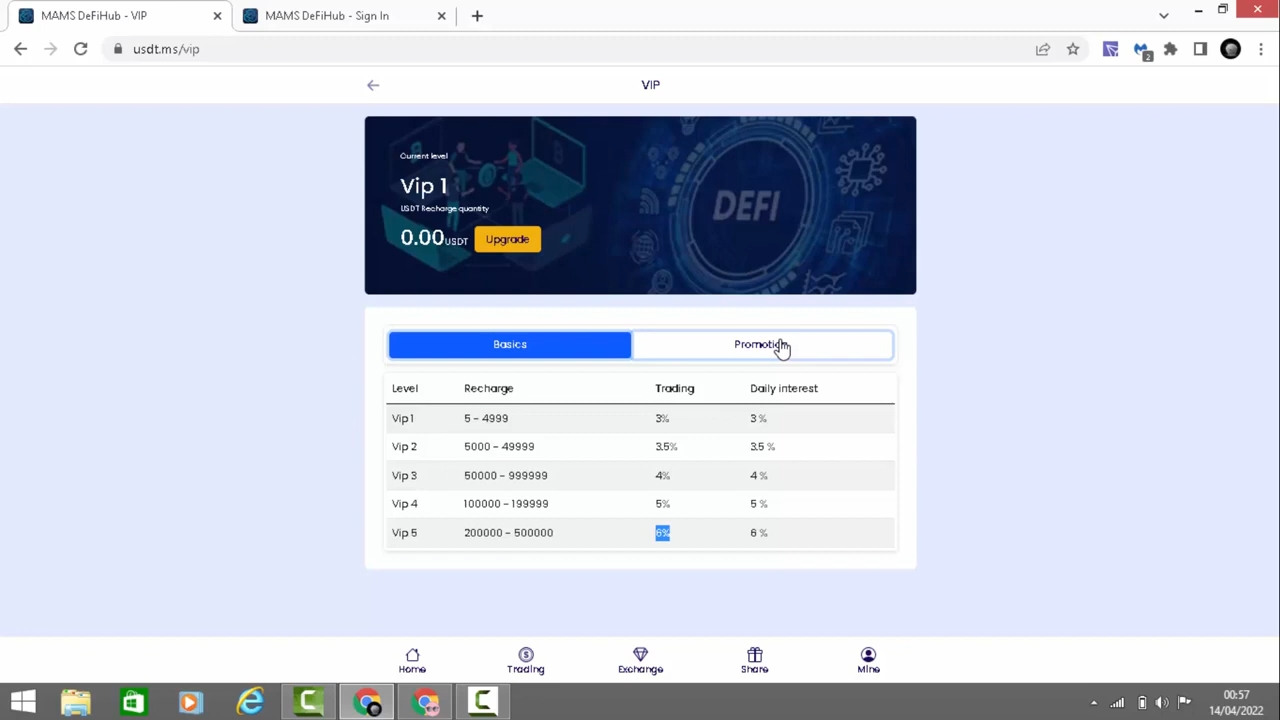 MAMS DeFiHub - VIP
MAMS DeFiHub - Sign In
usdt.ms/vip
2
VIP
Current level
Vip 1
USDT Recharge quantity
0.00USDT Upgrade
DEFI
Basics Promotion
Level Recharge Trading Daily interest
Vip 1 5 - 4999 3% 3 %
Vip 2 5000 - 49999 3.5% 3.5 %
Vip 3 50000 - 999999 4% 4 %
Vip 4 100000 - 199999 5% 5 %
Vip 5 200000 - 500000 6% 6 %
Home Trading Exchange Share Mine
00:57
14/04/2022